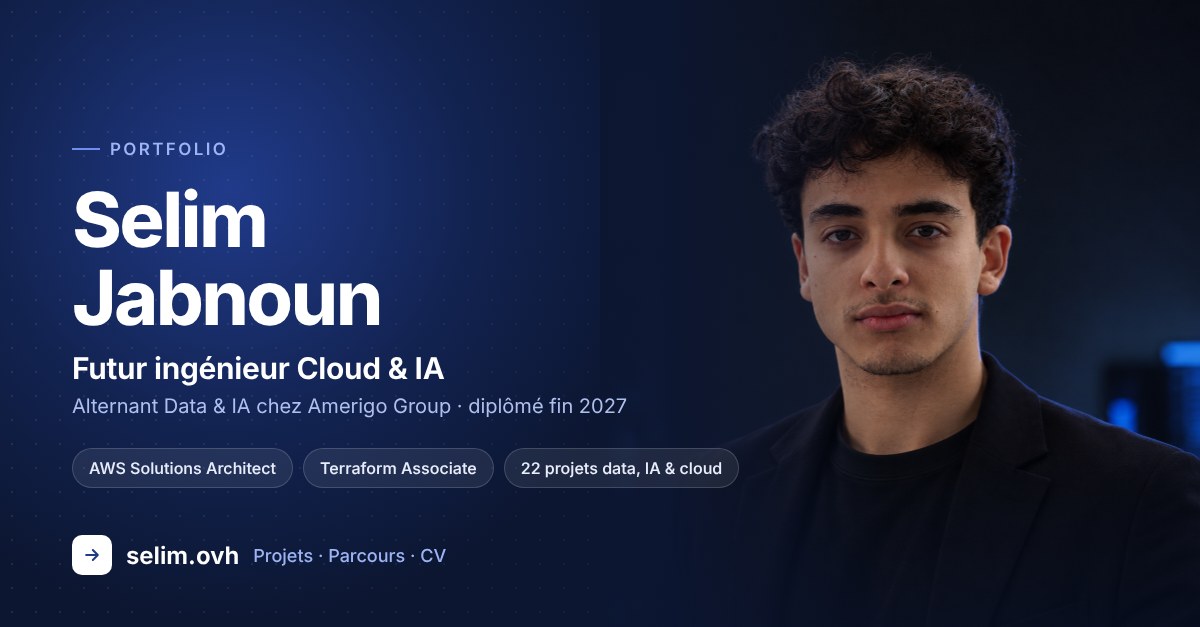 PORTFOLIO
Selim
Jabnoun
Futur ingénieur Cloud & IA
Alternant Data & IA chez Amerigo Group · diplômé fin 2027
AWS Solutions Architect
Terraform Associate
22 projets data, IA & cloud
selim.ovh
Projets · Parcours · CV